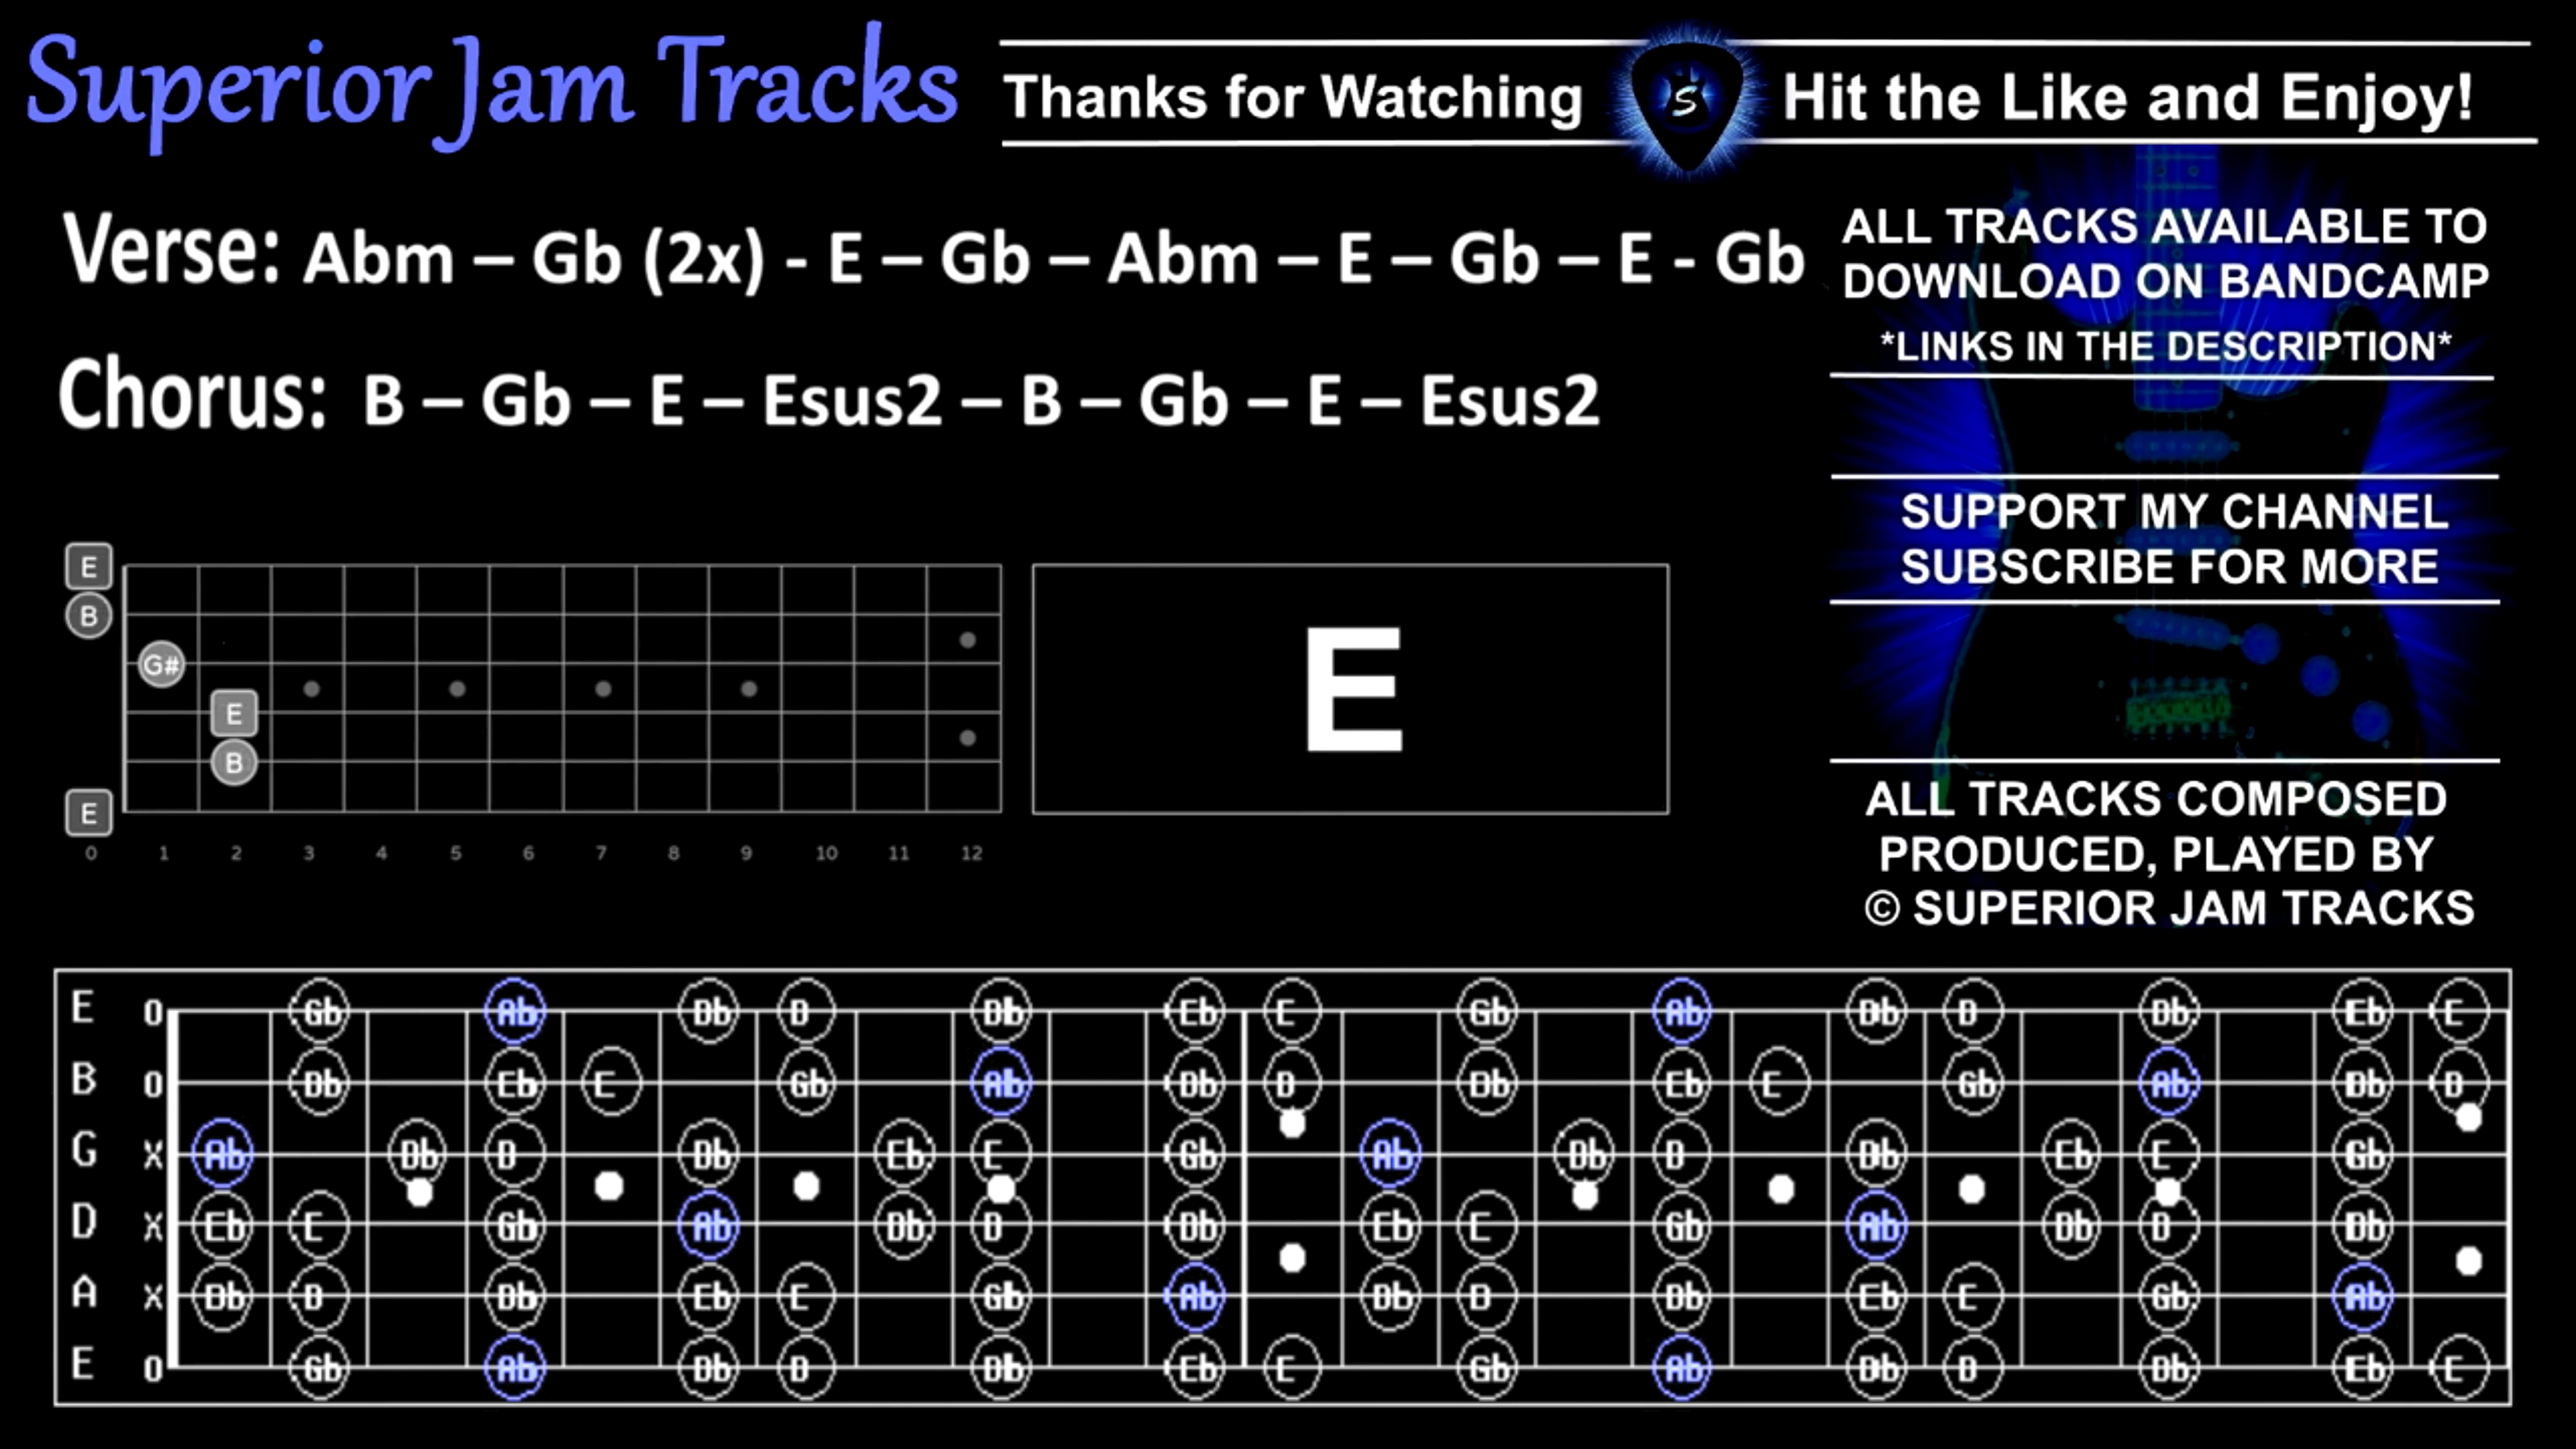 Superior Jam Tracks
Thanks for Watching
S
Hit the Like and Enjoy!
Verse: Abm – Gb (2x) - E – Gb – Abm – E – Gb – E - Gb
Chorus: B – Gb – E – Esus2 – B – Gb – E – Esus2
ALL TRACKS AVAILABLE TO
DOWNLOAD ON BANDCAMP
*LINKS IN THE DESCRIPTION*
SUPPORT MY CHANNEL
SUBSCRIBE FOR MORE
ALL TRACKS COMPOSED
PRODUCED, PLAYED BY
© SUPERIOR JAM TRACKS
E
B
G#
E
B
E
0 1 2 3 4 5 6 7 8 9 10 11 12
E
E 0 Gb Ab Db D Db Eb E Gb Ab Db D Db Eb E
B 0 Db Eb E Gb Ab Db D Db Eb E Gb Ab Db D
G X Ab Db D Db Eb E Gb Ab Db D Db Eb E Gb
D X Eb E Gb Ab Db D Db Eb E Gb Ab Db D Db
A X Db D Db Eb E Gb Ab Db D Db Eb E Gb Ab
E 0 Gb Ab Db D Db Eb E Gb Ab Db D Db Eb E